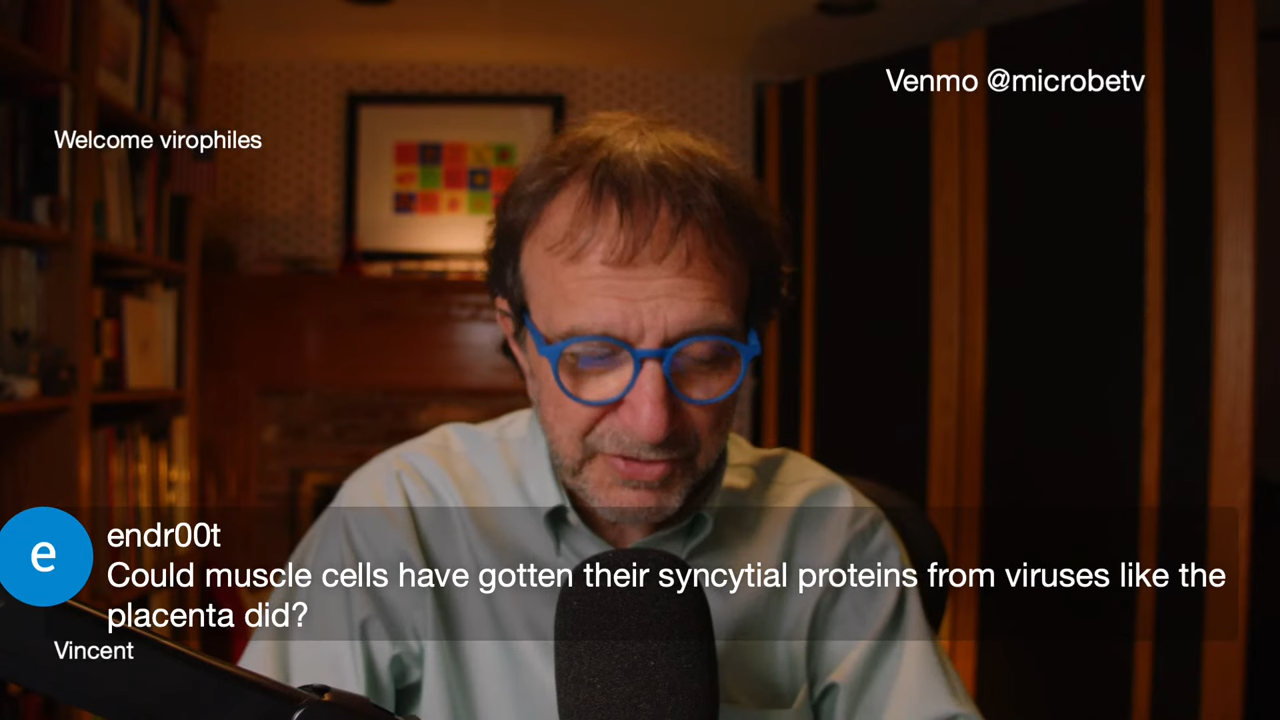 Venmo @microbetv
Welcome virophiles
e
endr00t
Could muscle cells have gotten their syncytial proteins from viruses like the
placenta did?
Vincent